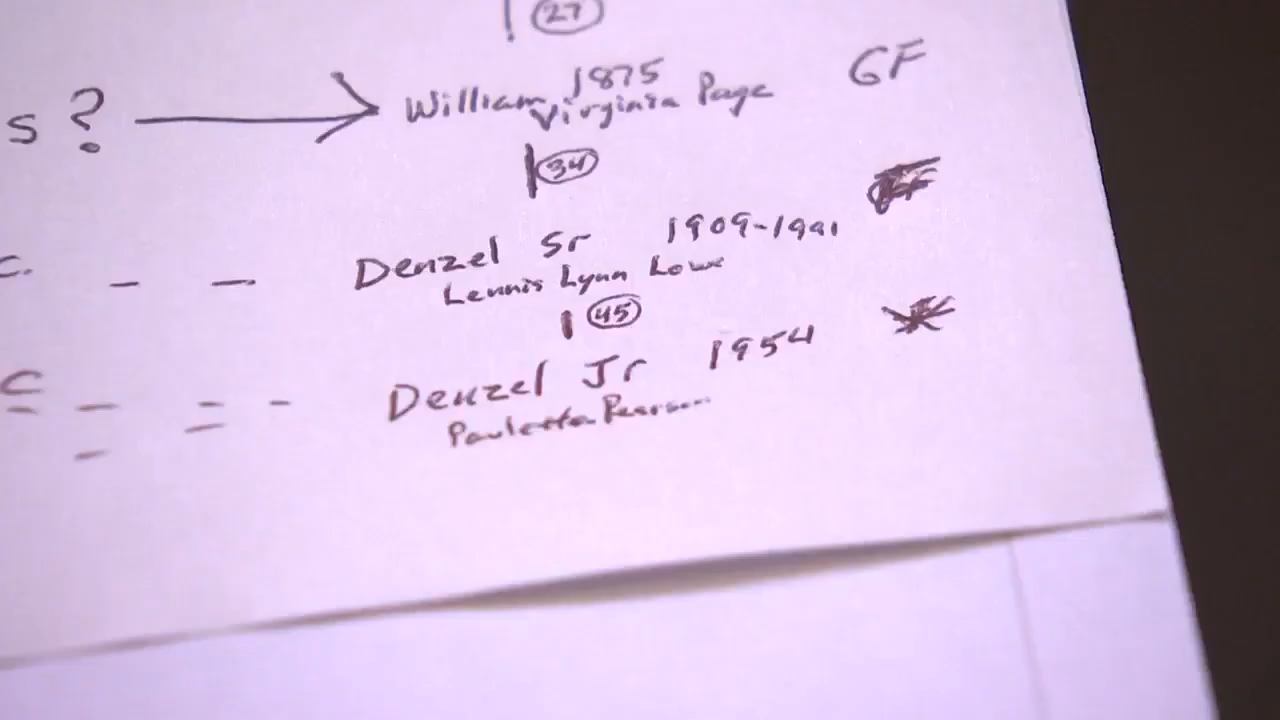 27
1875
s ? William Virginia Page GF
34
C. - - Denzel Sr 1909-1991
Lennis Lynn Lowe
45
C Denzel Jr 1954
Pauletta Pearson